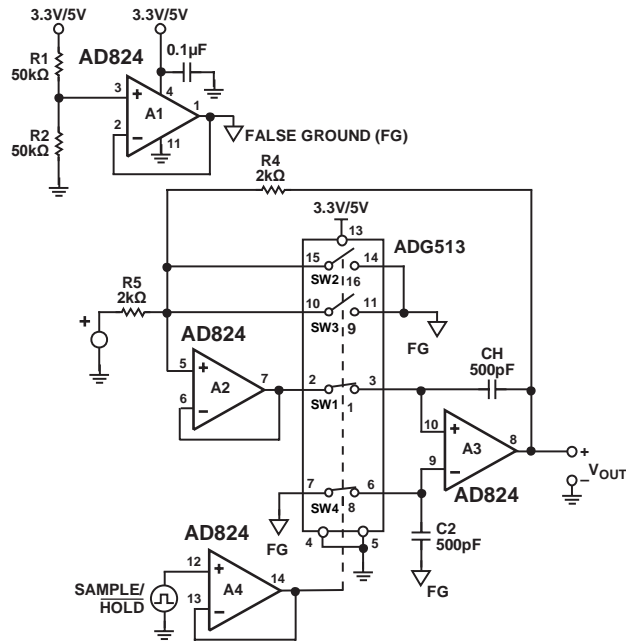 3.3V/5V
3.3V/5V
R1
50kΩ
AD824
0.1µF
3
4
A1
1
2
11
R2
50kΩ
FALSE GROUND (FG)
R4
2kΩ
3.3V/5V
13
ADG513
15
14
SW2
16
R5
2kΩ
10
11
SW3
9
FG
AD824
5
7
A2
6
2
3
SW1
1
CH
500pF
10
A3
8
9
AD824
VOUT
7
6
SW4
8
FG
4
5
C2
500pF
FG
AD824
12
14
A4
13
SAMPLE/
HOLD